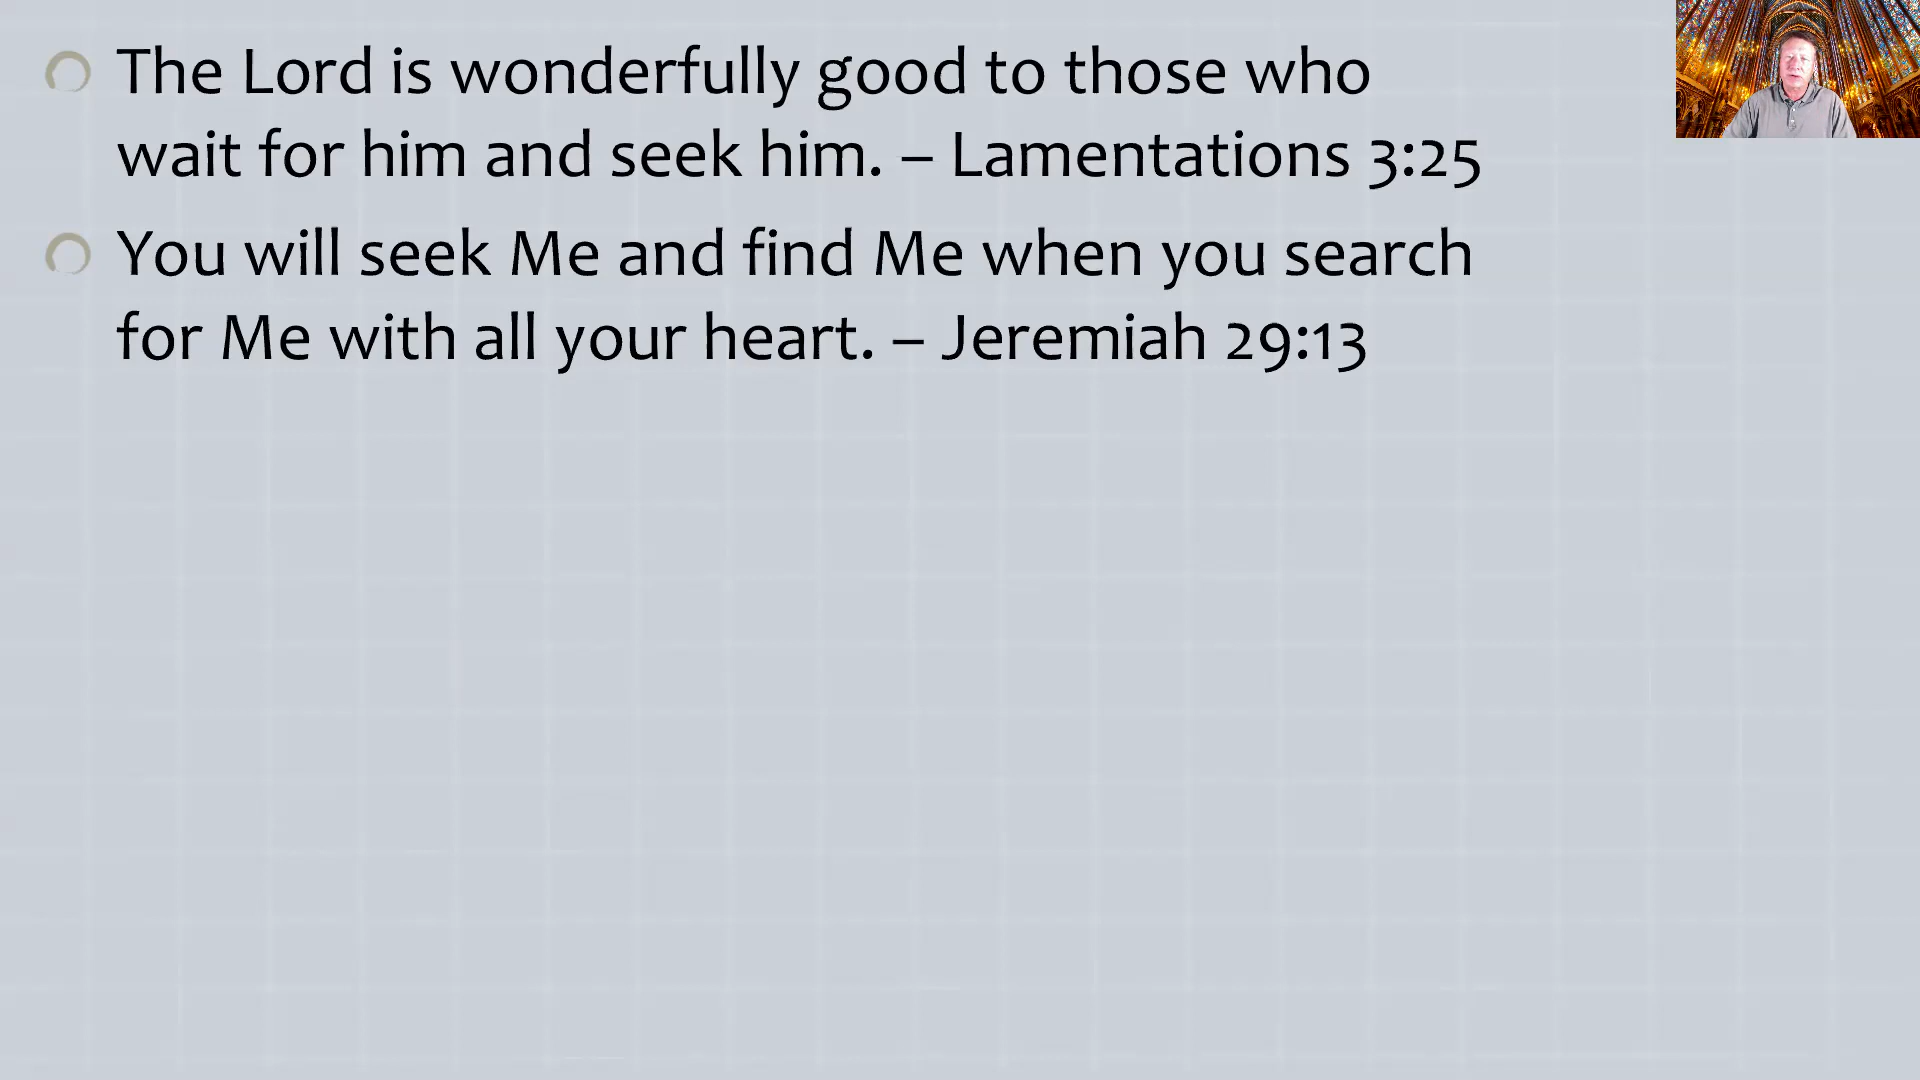 The Lord is wonderfully good to those who
wait for him and seek him. – Lamentations 3:25
You will seek Me and find Me when you search
for Me with all your heart. – Jeremiah 29:13